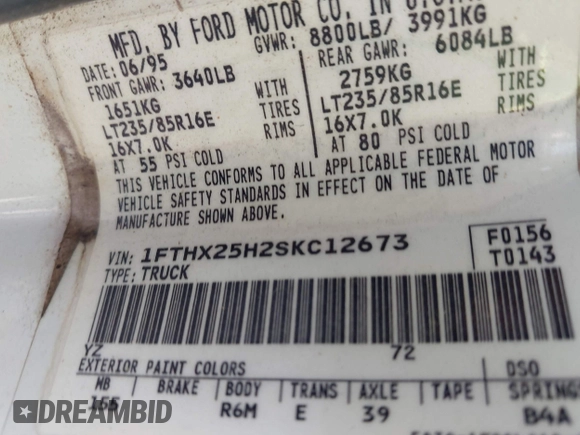 MFD. BY FORD MOTOR CO. IN
DATE: 06/95 GVWR: 8800LB/ 3991KG
FRONT GAWR: 3640LB REAR GAWR: 6084LB
1651KG WITH 2759KG WITH
LT235/85R16E TIRES LT235/85R16E TIRES
16X7.0K RIMS 16X7.0K RIMS
AT 55 PSI COLD AT 80 PSI COLD
THIS VEHICLE CONFORMS TO ALL APPLICABLE FEDERAL MOTOR
VEHICLE SAFETY STANDARDS IN EFFECT ON THE DATE OF
MANUFACTURE SHOWN ABOVE.
VIN: 1FTHX25H2SKC12673 F0156
TYPE: TRUCK T0143
YZ 72
EXTERIOR PAINT COLORS DSO
WB BRAKE BODY TRANS AXLE TAPE SPRING
R6M E 39 B4A
DREAMBID